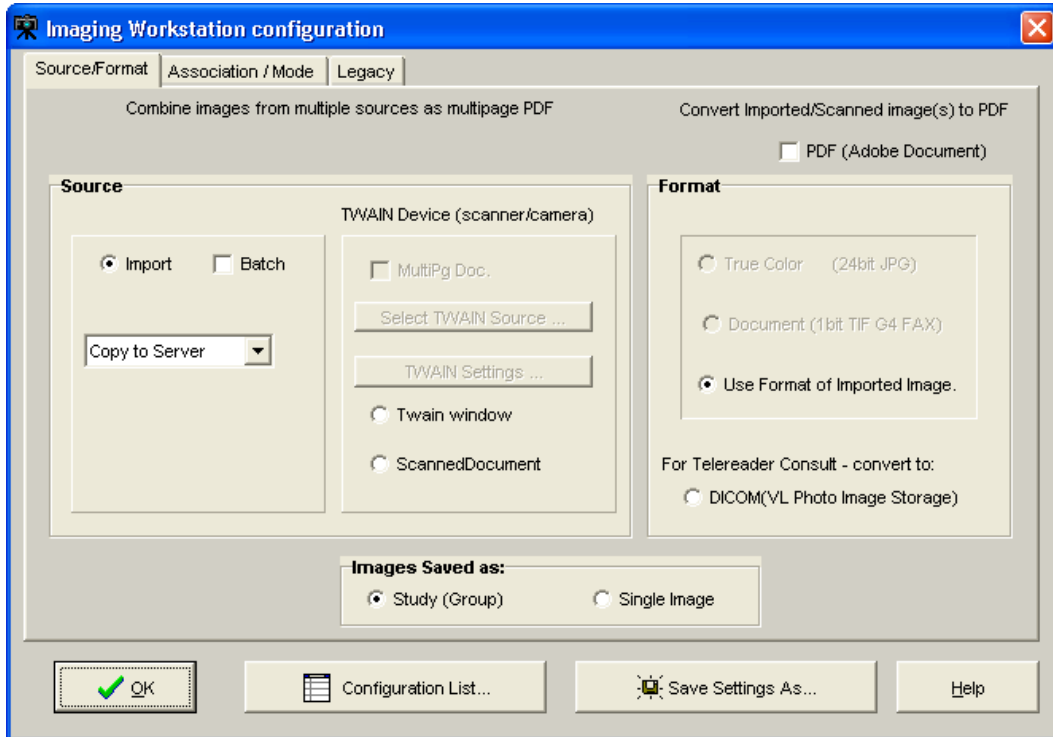 Imaging Workstation configuration
Source/Format Association / Mode Legacy
Combine images from multiple sources as multipage PDF
Convert Imported/Scanned image(s) to PDF
PDF (Adobe Document)
Source
TWAIN Device (scanner/camera)
Import Batch
Copy to Server
MultiPg Doc.
Select TWAIN Source ...
TWAIN Settings ...
Twain window
ScannedDocument
Format
True Color (24bit JPG)
Document (1bit TIF G4 FAX)
Use Format of Imported Image.
For Telereader Consult - convert to:
DICOM(VL Photo Image Storage)
Images Saved as:
Study (Group) Single Image
OK Configuration List... Save Settings As... Help